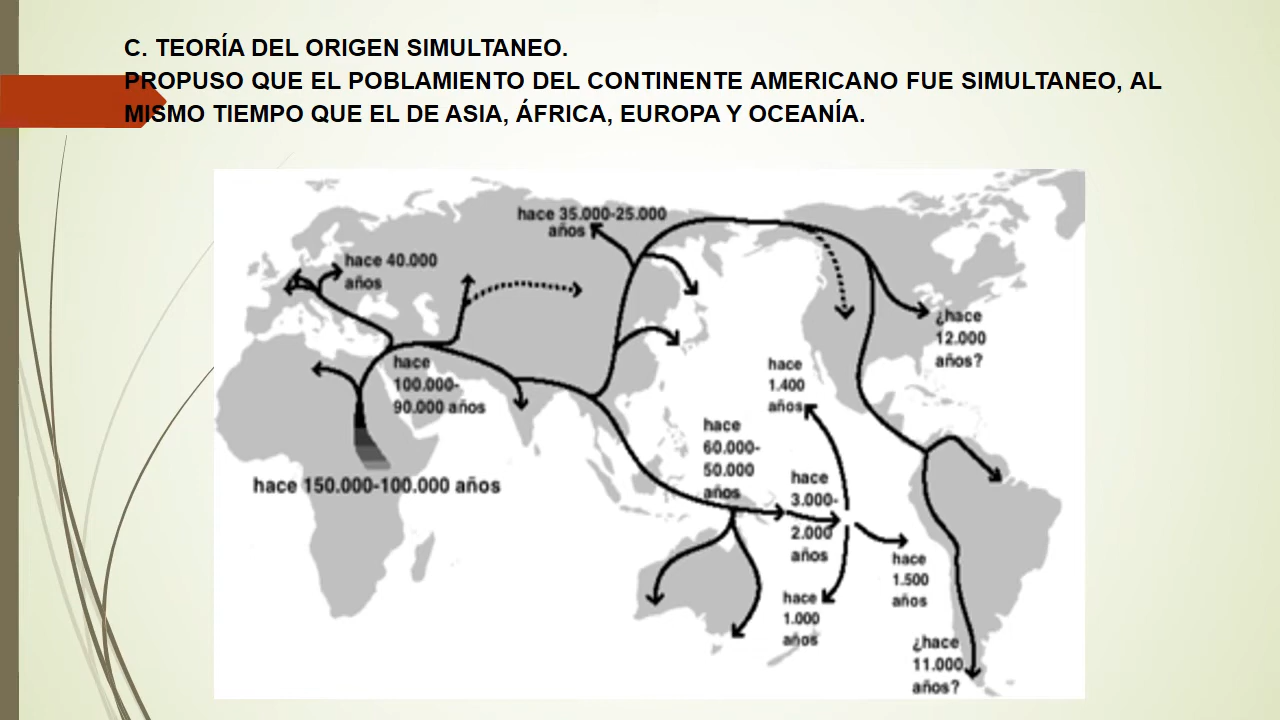 C. TEORÍA DEL ORIGEN SIMULTANEO.
PROPUSO QUE EL POBLAMIENTO DEL CONTINENTE AMERICANO FUE SIMULTANEO, AL
MISMO TIEMPO QUE EL DE ASIA, ÁFRICA, EUROPA Y OCEANÍA.
hace 35.000-25.000
años
hace 40.000
años
¿hace
12.000
años?
hace
100.000-
90.000 años
hace
1.400
años
hace
60.000-
50.000
años
hace 150.000-100.000 años
hace
3.000-
2.000
años
hace
1.500
años
hace
1.000
años
¿hace
11.000
años?